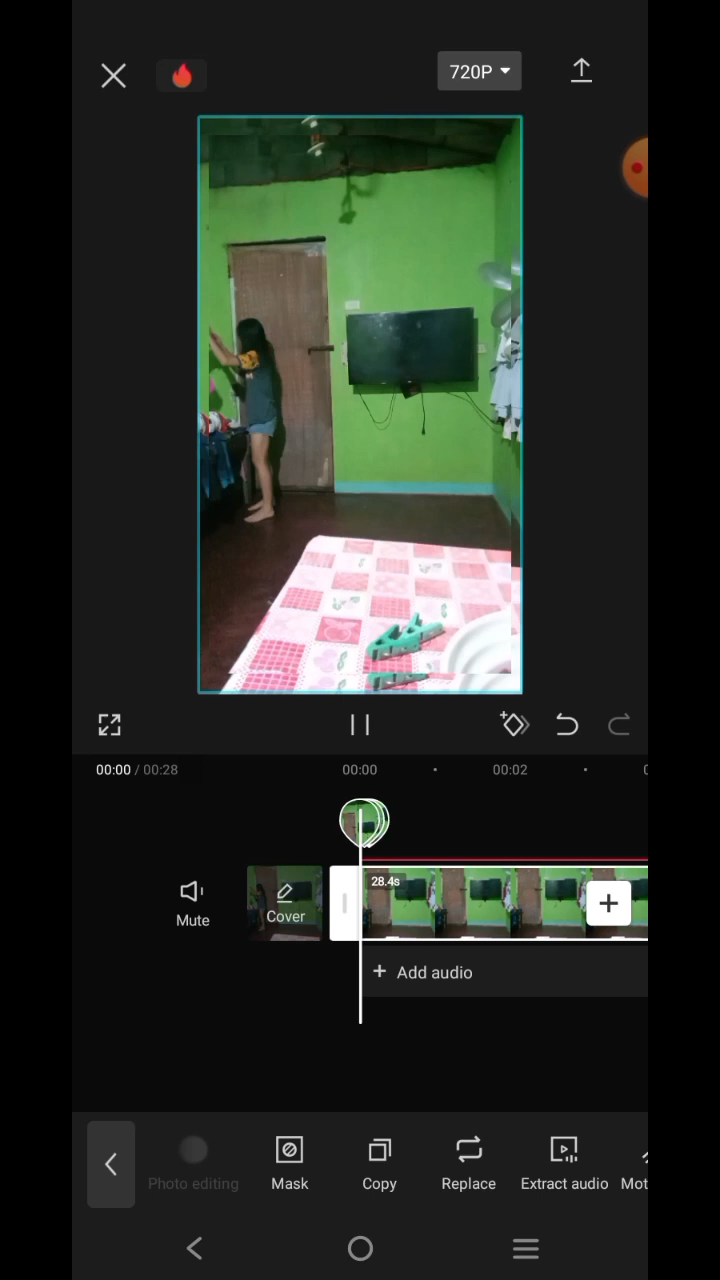 720P
00:00 / 00:28
00:00
00:02
Mute
Cover
28.4s
+ Add audio
Photo editing
Mask
Copy
Replace
Extract audio
Mot